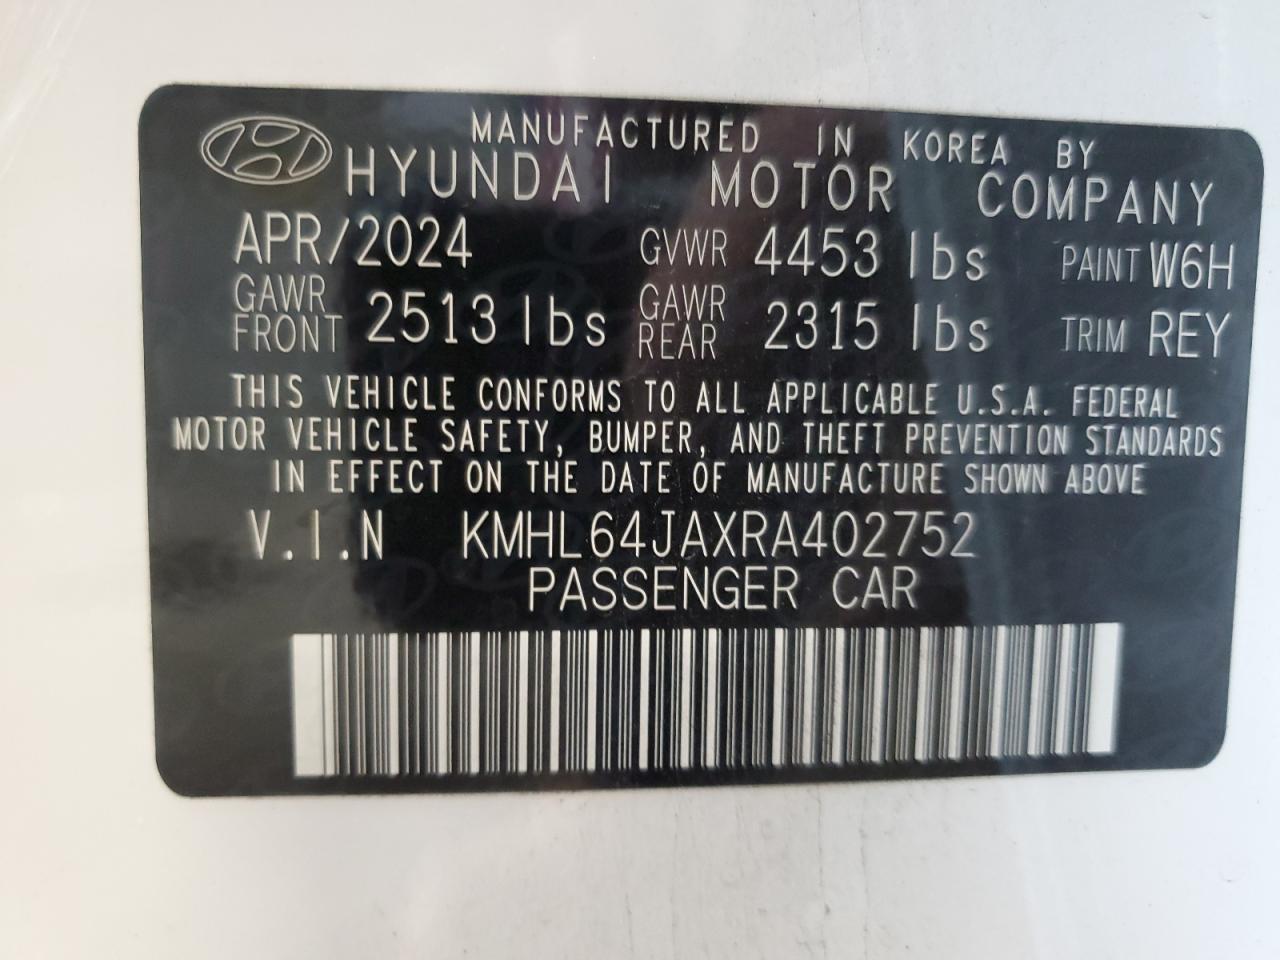 MANUFACTURED IN KOREA BY
HYUNDAI MOTOR COMPANY
APR/2024 GVWR 4453 lbs PAINT W6H
GAWR FRONT 2513 lbs GAWR REAR 2315 lbs TRIM REY
THIS VEHICLE CONFORMS TO ALL APPLICABLE U.S.A. FEDERAL
MOTOR VEHICLE SAFETY, BUMPER, AND THEFT PREVENTION STANDARDS
IN EFFECT ON THE DATE OF MANUFACTURE SHOWN ABOVE
V.I.N KMHL64JAXRA402752
PASSENGER CAR